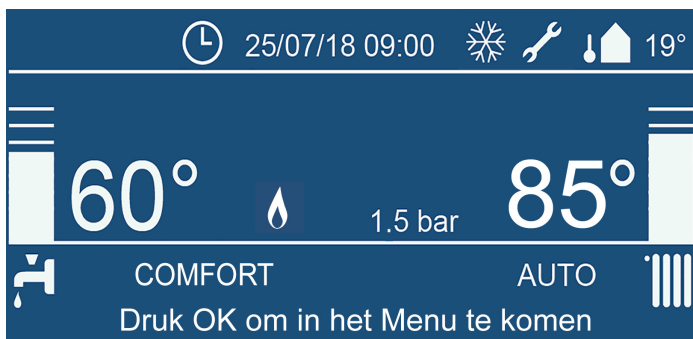 25/07/18 09:00 19°
60° 1.5 bar 85°
COMFORT AUTO
Druk OK om in het Menu te komen